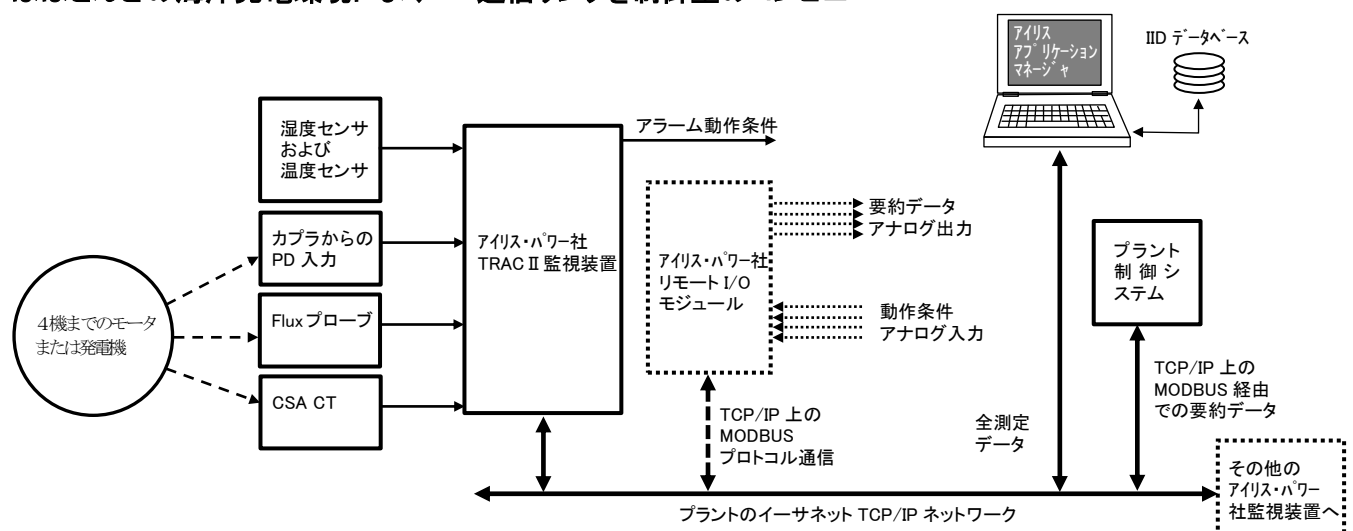 アイリス
アプリケーション
マネージャ
IID データベース
湿度センサ
および
温度センサ
アラーム動作条件
カプラからの
PD 入力
アイリス・パワー社
TRACⅡ監視装置
要約データ
アナログ出力
アイリス・パワー社
リモート I/O
モジュール
プラント
制 御 シ
ステム
4機までのモータ
または発電機
Flux プローブ
動作条件
アナログ入力
CSA CT
TCP/IP 上の
MODBUS
プロトコル通信
全測定
データ
TCP/IP 上の
MODBUS 経由
での要約データ
その他の
アイリス・パワー
社監視装置へ
プラントのイーサネット TCP/IP ネットワーク